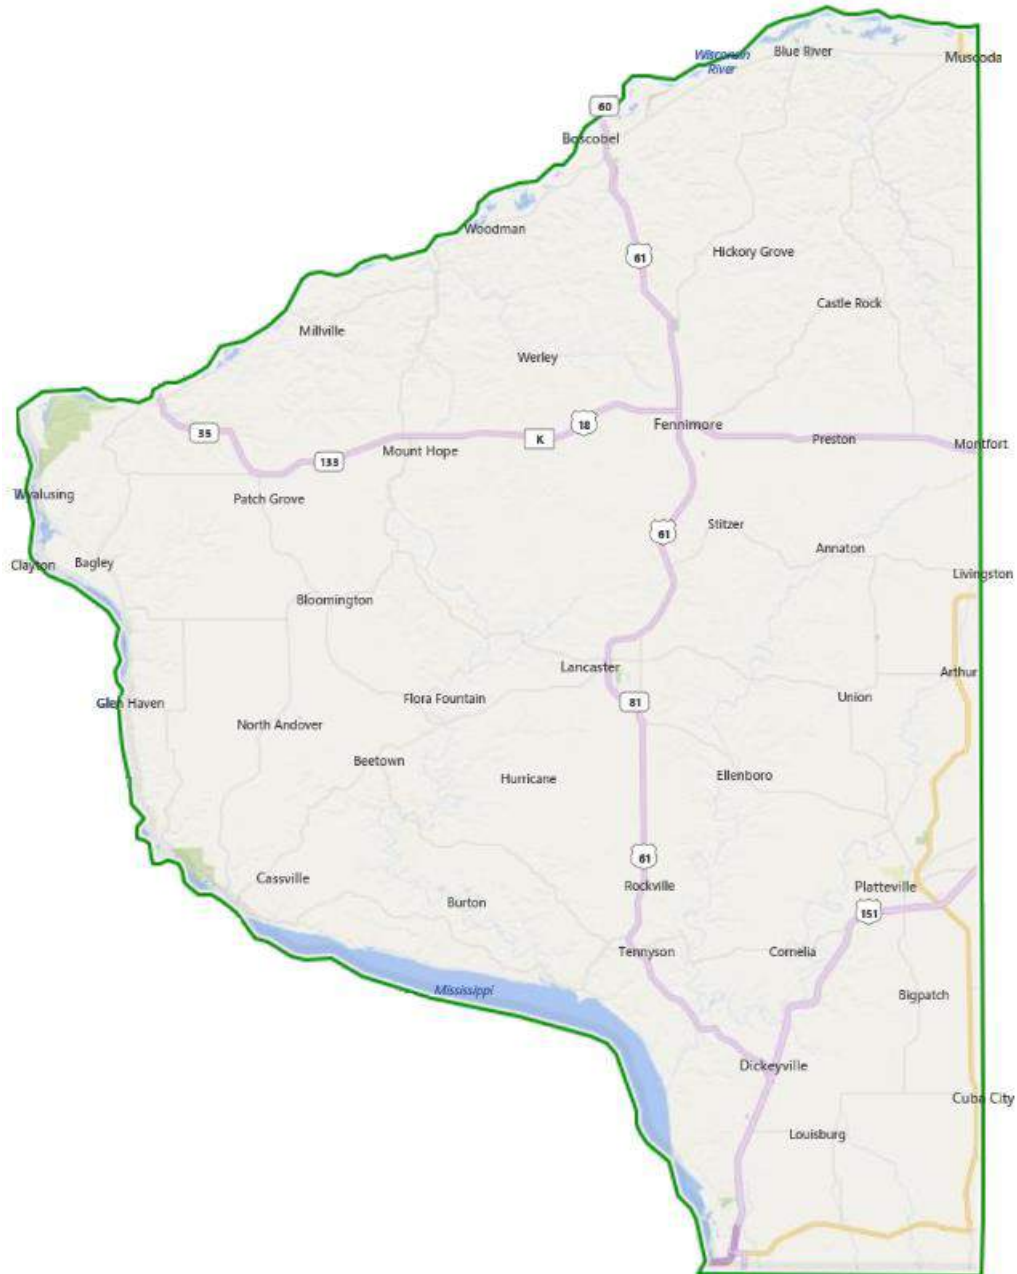 Blue River
Wisconsin
River
Muscoda
60
Boscobel
Woodman
61
Hickory Grove
Castle Rock
Millville
Werley
18
Fennimore
35
K
Preston
Montfort
Mount Hope
133
Wyalusing
Patch Grove
Stitzer
61
Annaton
Clayton
Bagley
Livingston
Bloomington
Lancaster
Arthur
Flora Fountain
Union
Glen Haven
81
North Andover
Beetown
Hurricane
Ellenboro
61
Cassville
Rockville
Platteville
Burton
151
Tennyson
Cornelia
Mississippi
Bigpatch
Dickeyville
Cuba City
Louisburg